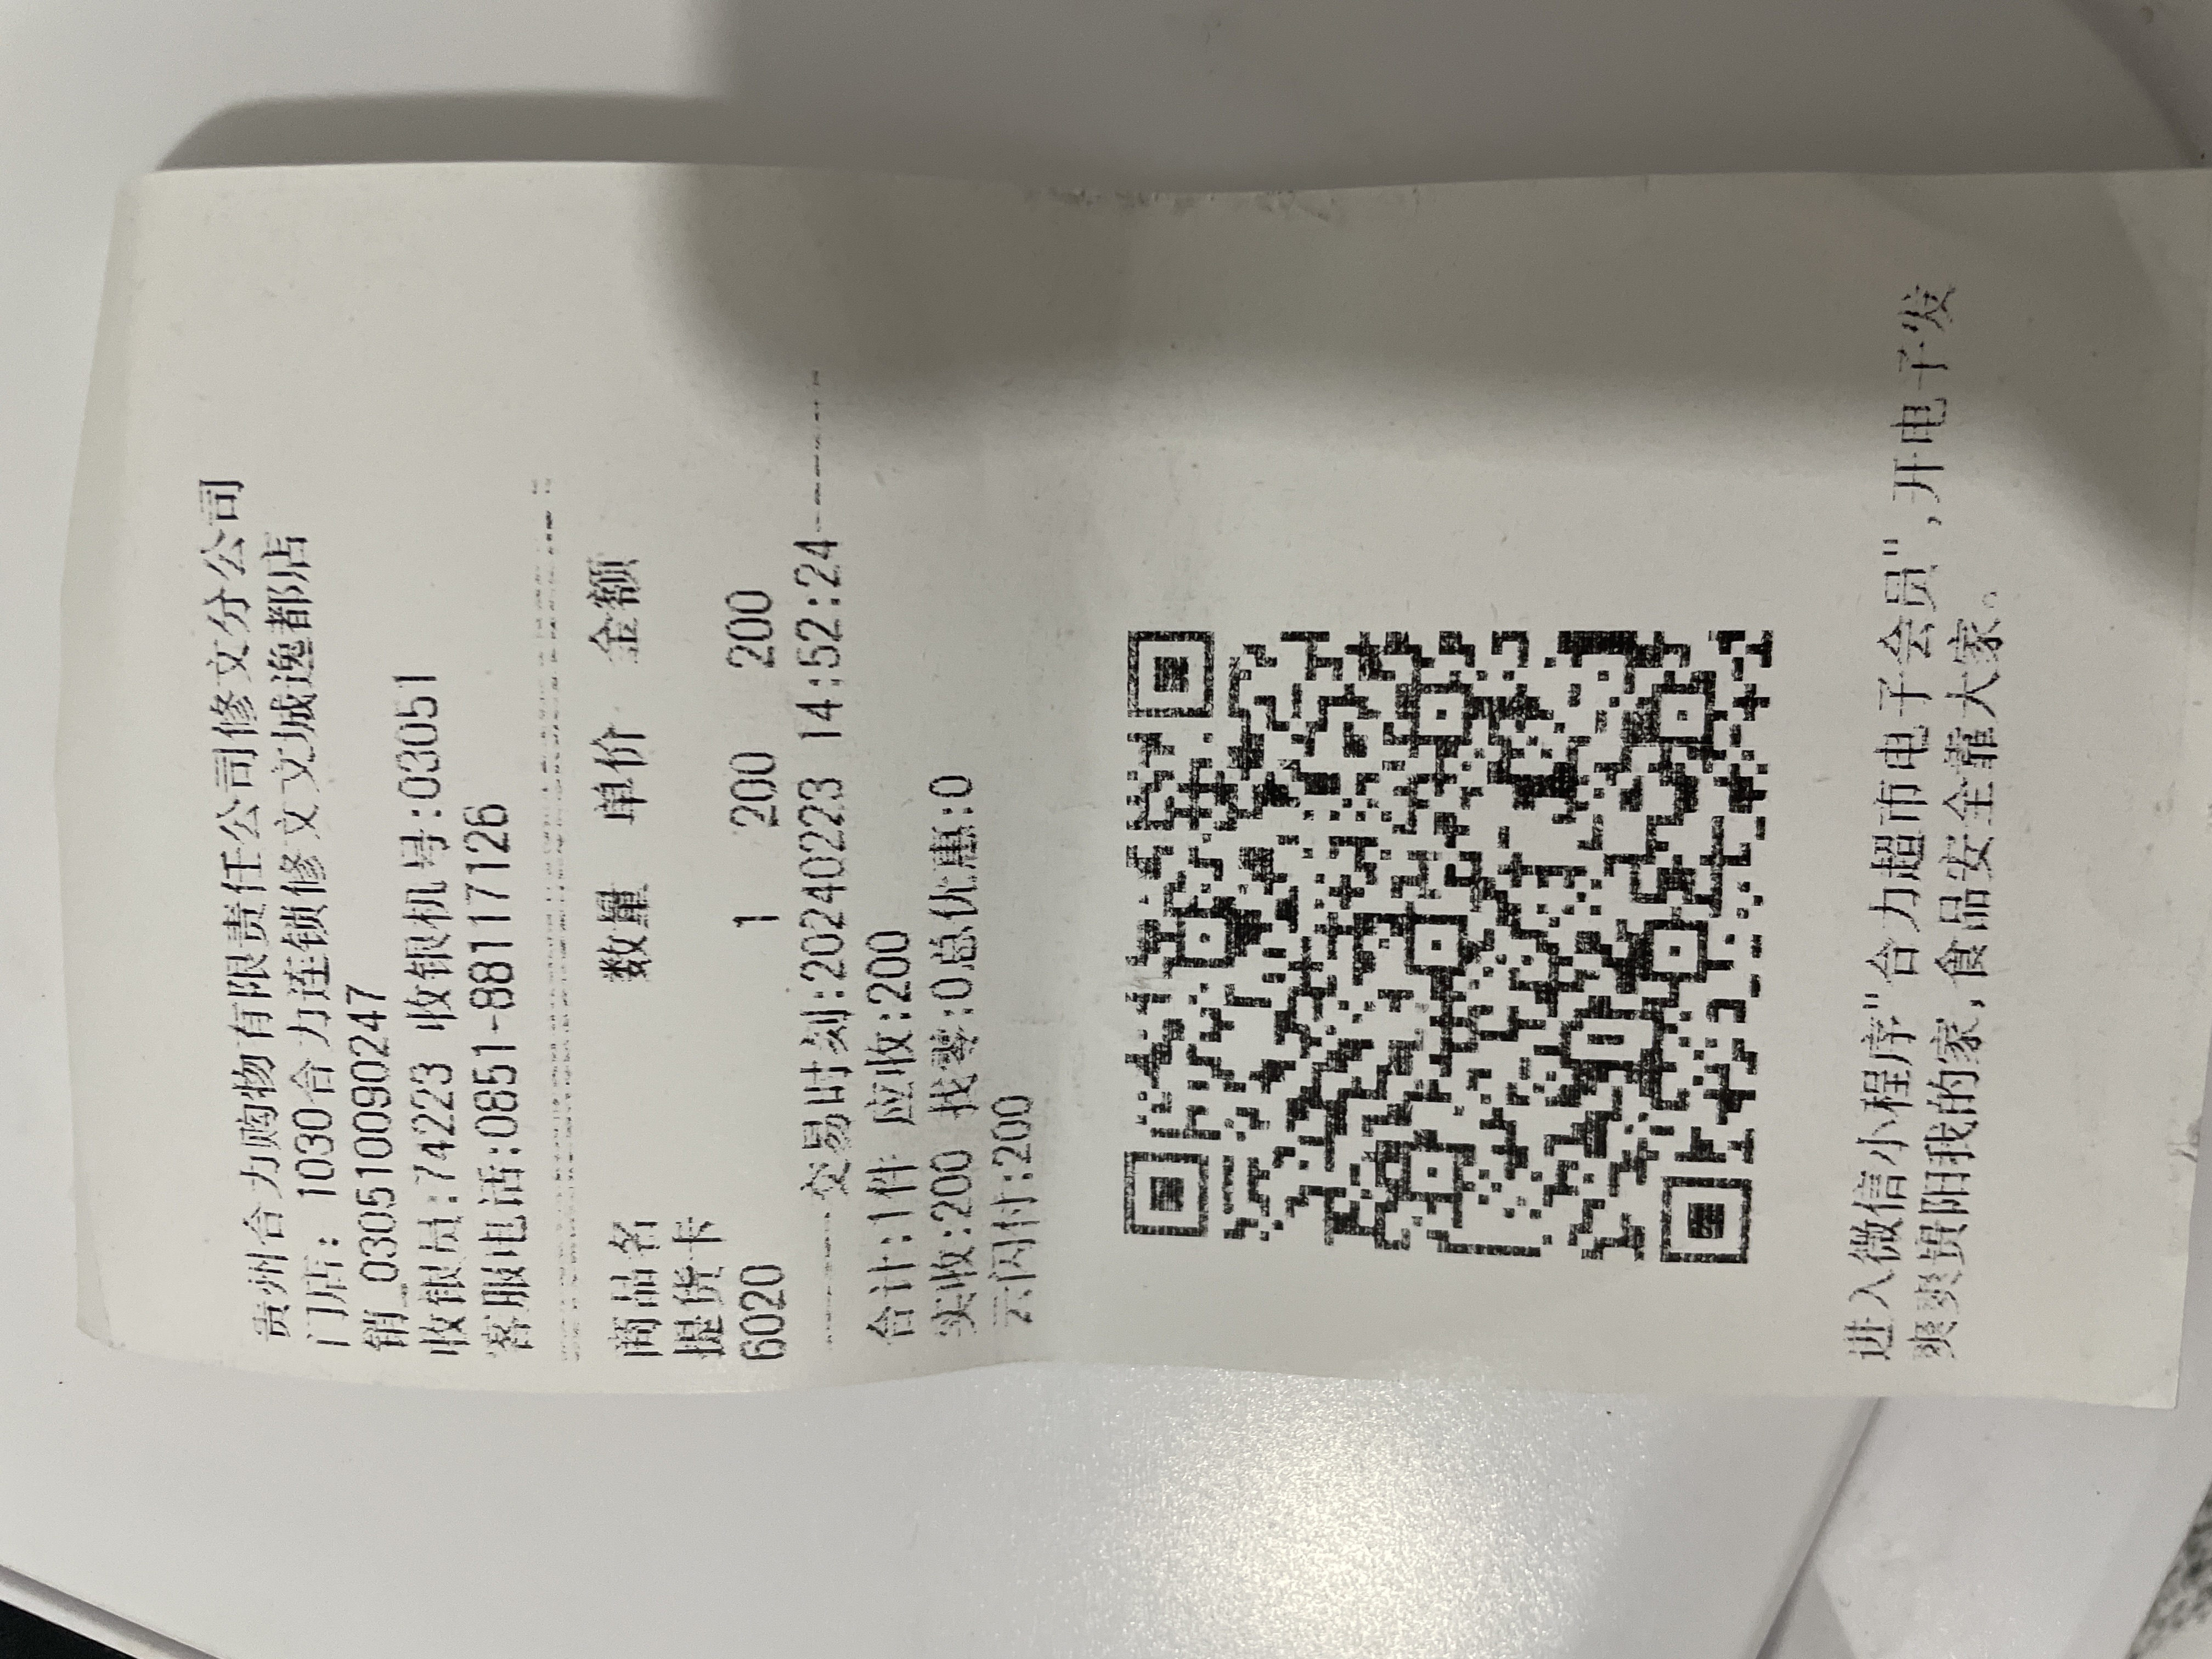 贵州合力购物有限责任公司修文分公司
门店: 1030合力连锁修文文城逸都店
销_030510090247
收银员:74223 收银机号:03051
客服电话:0851-88117126
商品名 数量 单价 金额
提货卡
6020 1 200 200
------交易时刻:20240223 14:52:24------
合计:1件 应收:200
实收:200 找零:0总优惠:0
云闪付:200
进入微信小程序"合力超市电子会员",开电子发
爽爽贵阳我的家,食品安全靠大家。